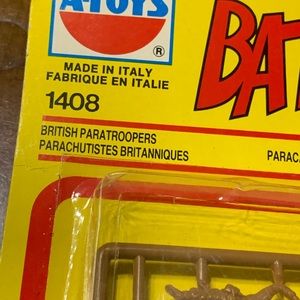 A-TOYS
®
MADE IN ITALY
FABRIQUE EN ITALIE
1408
BRITISH PARATROOPERS
PARACHUTISTES BRITANNIQUES